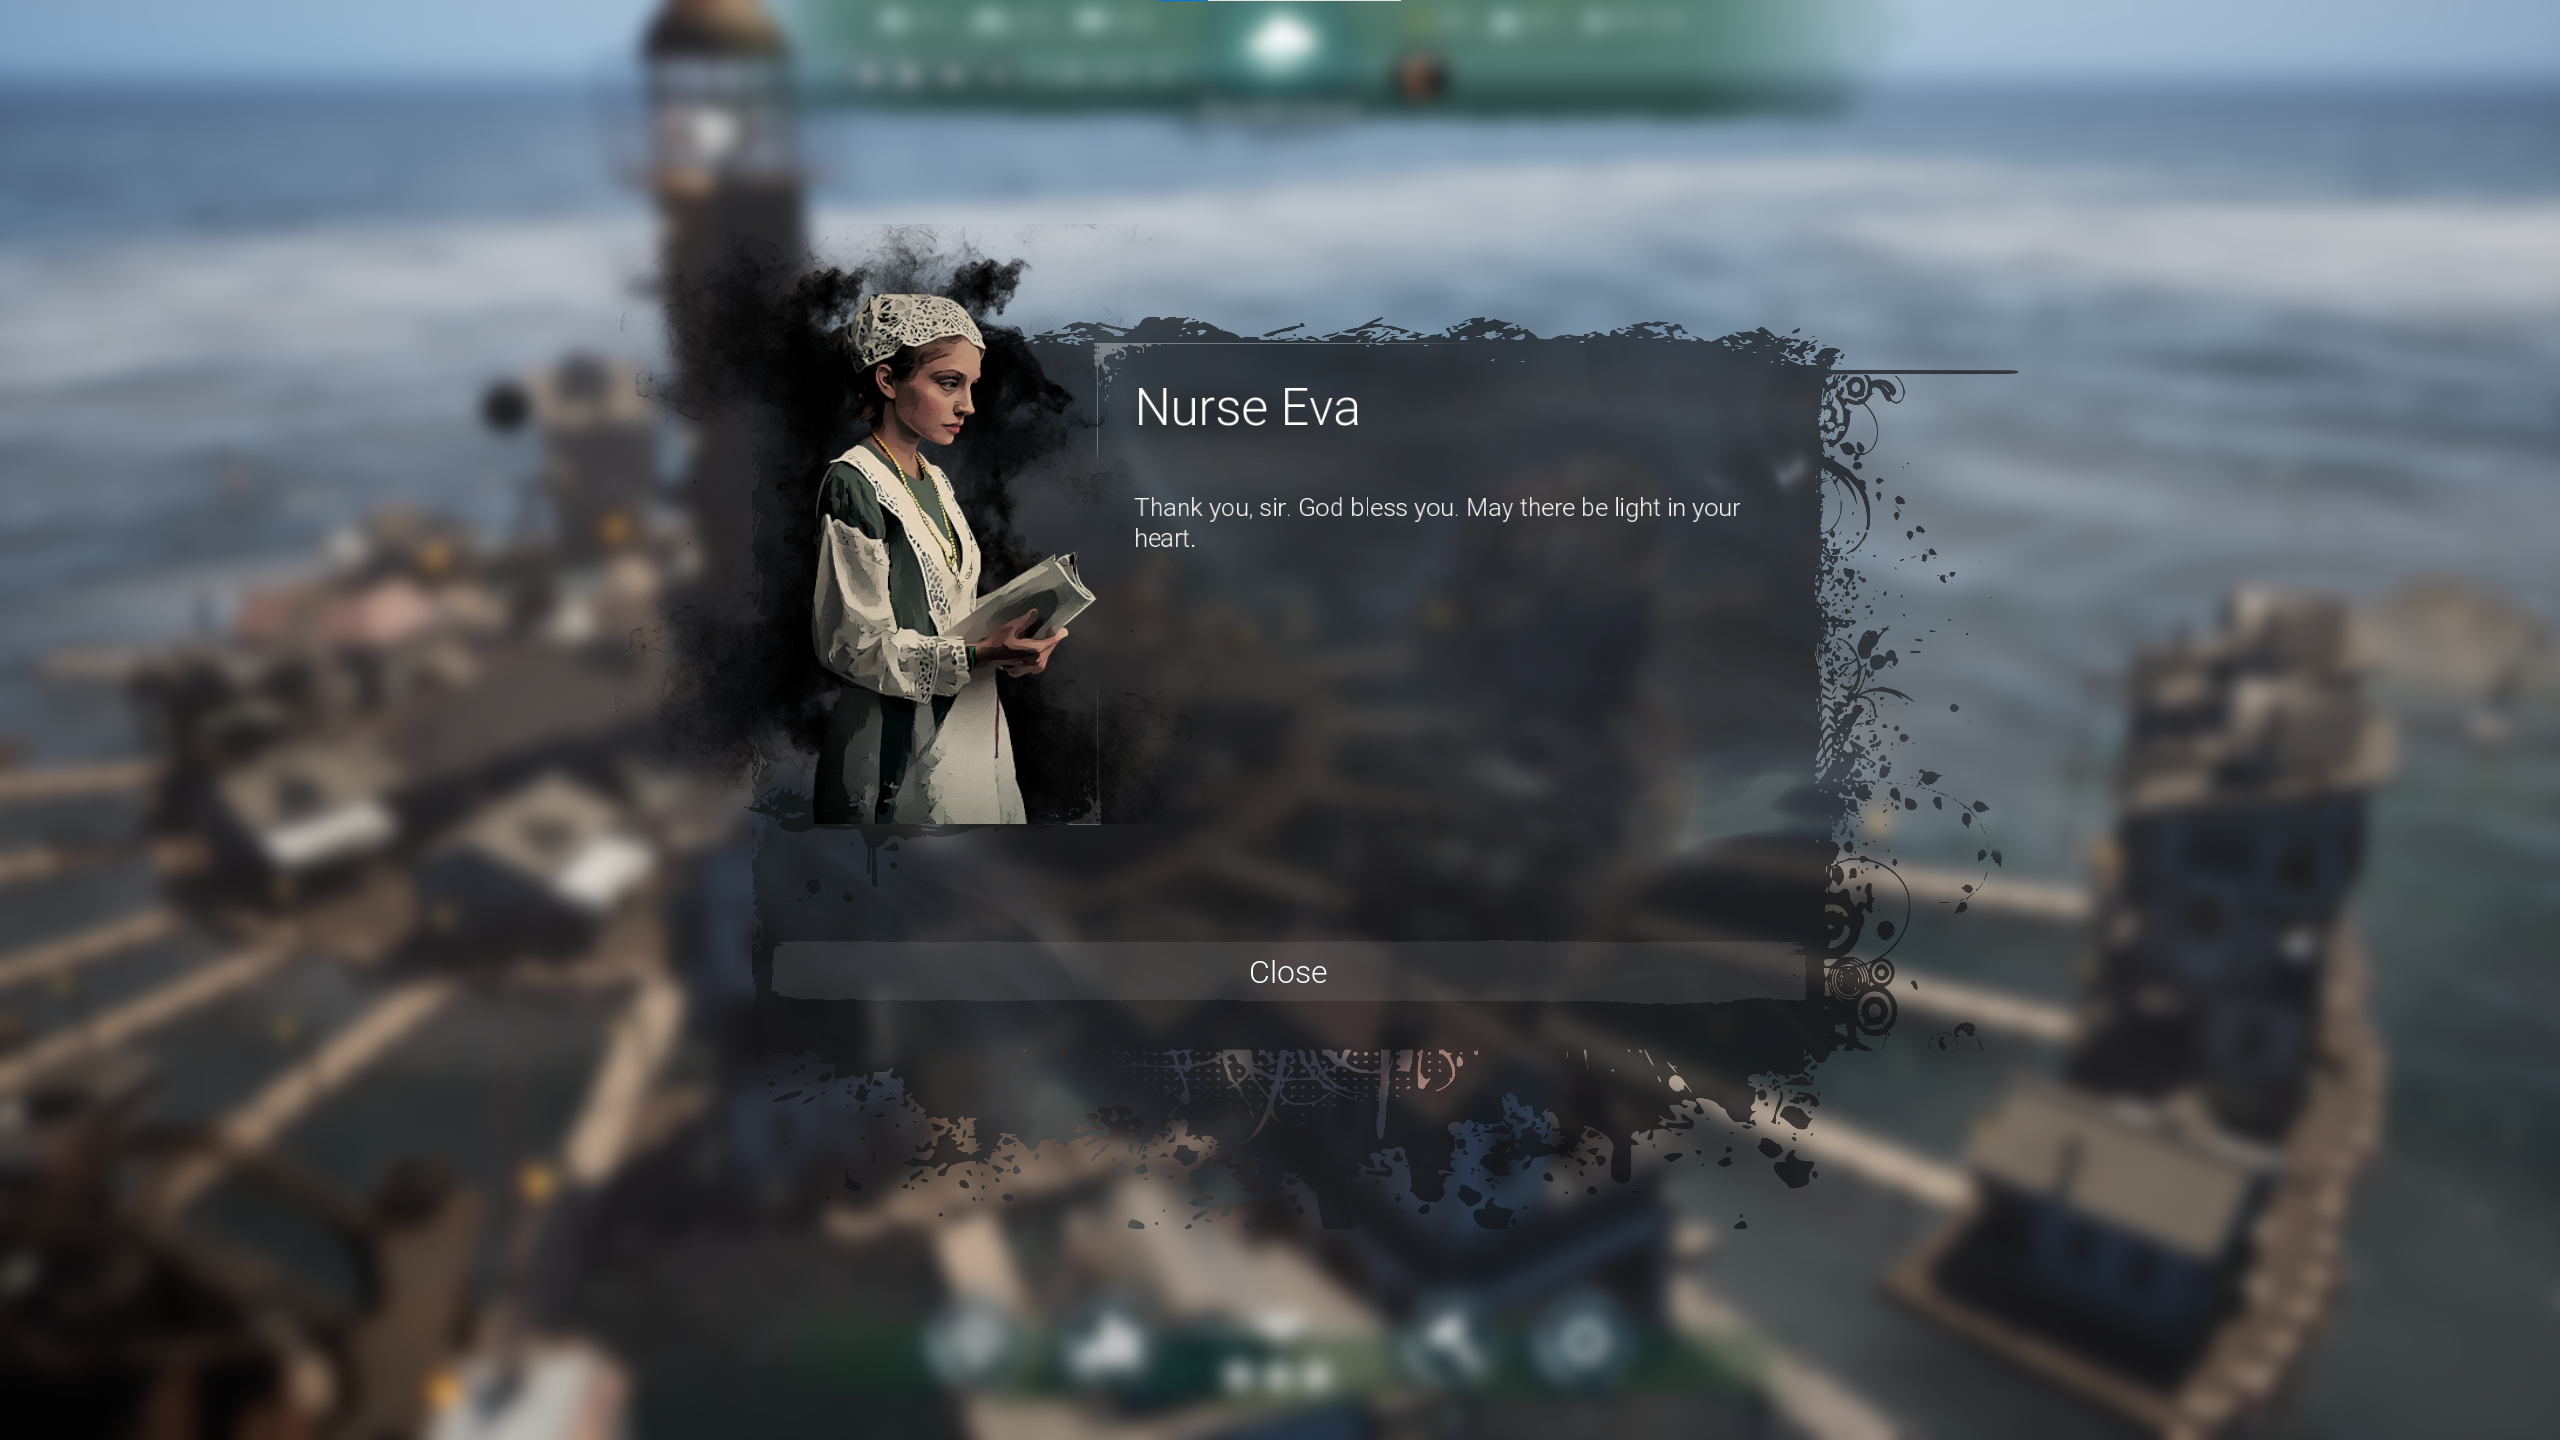 Nurse Eva
Thank you, sir. God bless you. May there be light in your
heart.
Close